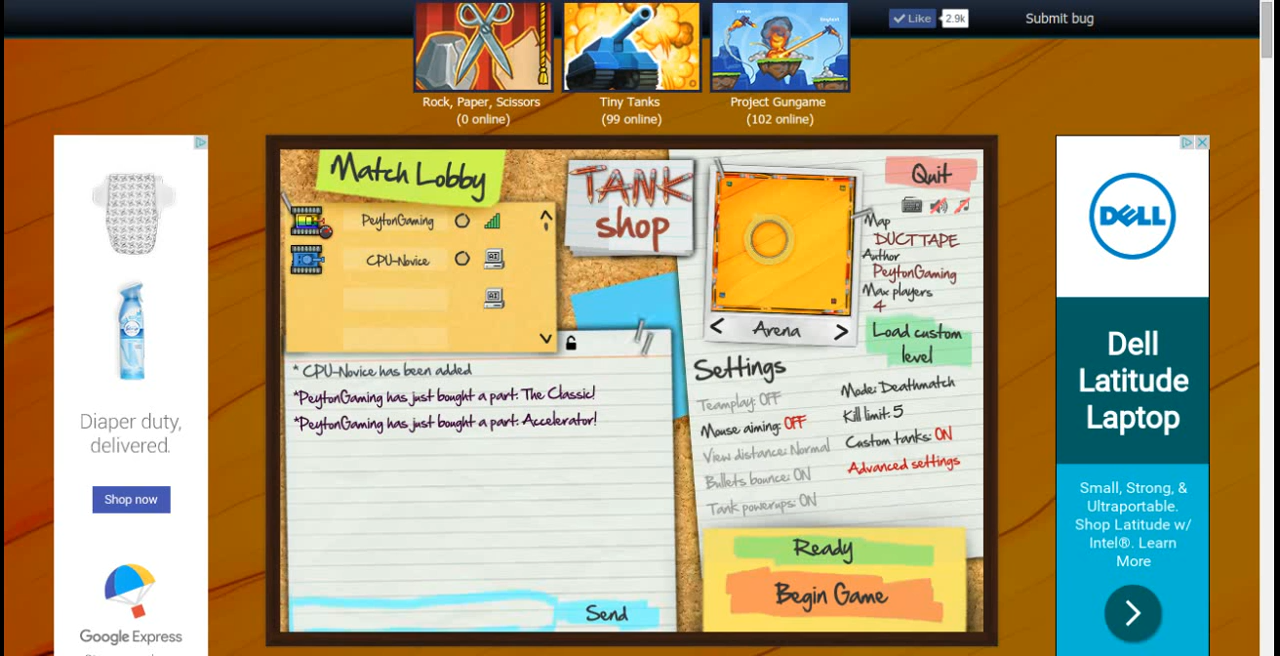 Like
2.9k
Submit bug
Rock, Paper, Scissors
(0 online)
Tiny Tanks
(99 online)
Project Gungame
(102 online)
Match Lobby
PeytonGaming
CPU-Novice
AI
AI
TANK
shop
Quit
Map
DUCTTAPE
Author
PeytonGaming
Max players
4
< Arena >
Load custom
level
* CPU-Novice has been added
*PeytonGaming has just bought a part: The Classic!
*PeytonGaming has just bought a part: Accelerator!
Send
Settings
Teamplay: OFF
Mouse aiming: OFF
View distance: Normal
Bullets bounce: ON
Tank powerups: ON
Mode: Deathmatch
Kill limit: 5
Custom tanks: ON
Advanced settings
Ready
Begin Game
Diaper duty,
delivered.
Shop now
Google Express
DELL
Dell
Latitude
Laptop
Small, Strong, &
Ultraportable.
Shop Latitude w/
Intel®. Learn
More